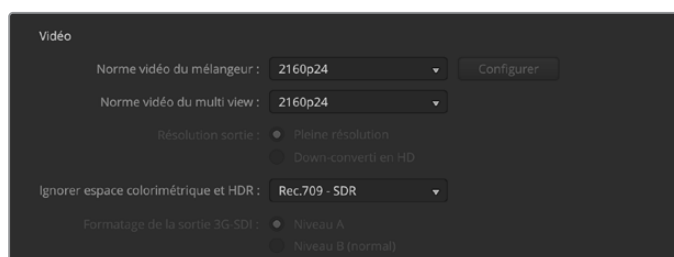 Vidéo
Norme vidéo du mélangeur : 2160p24 Configurer
Norme vidéo du multi view : 2160p24
Résolution sortie : Pleine résolution
Down-converti en HD
Ignorer espace colorimétrique et HDR : Rec.709 - SDR
Formatage de la sortie 3G-SDI : Niveau A
Niveau B (normal)